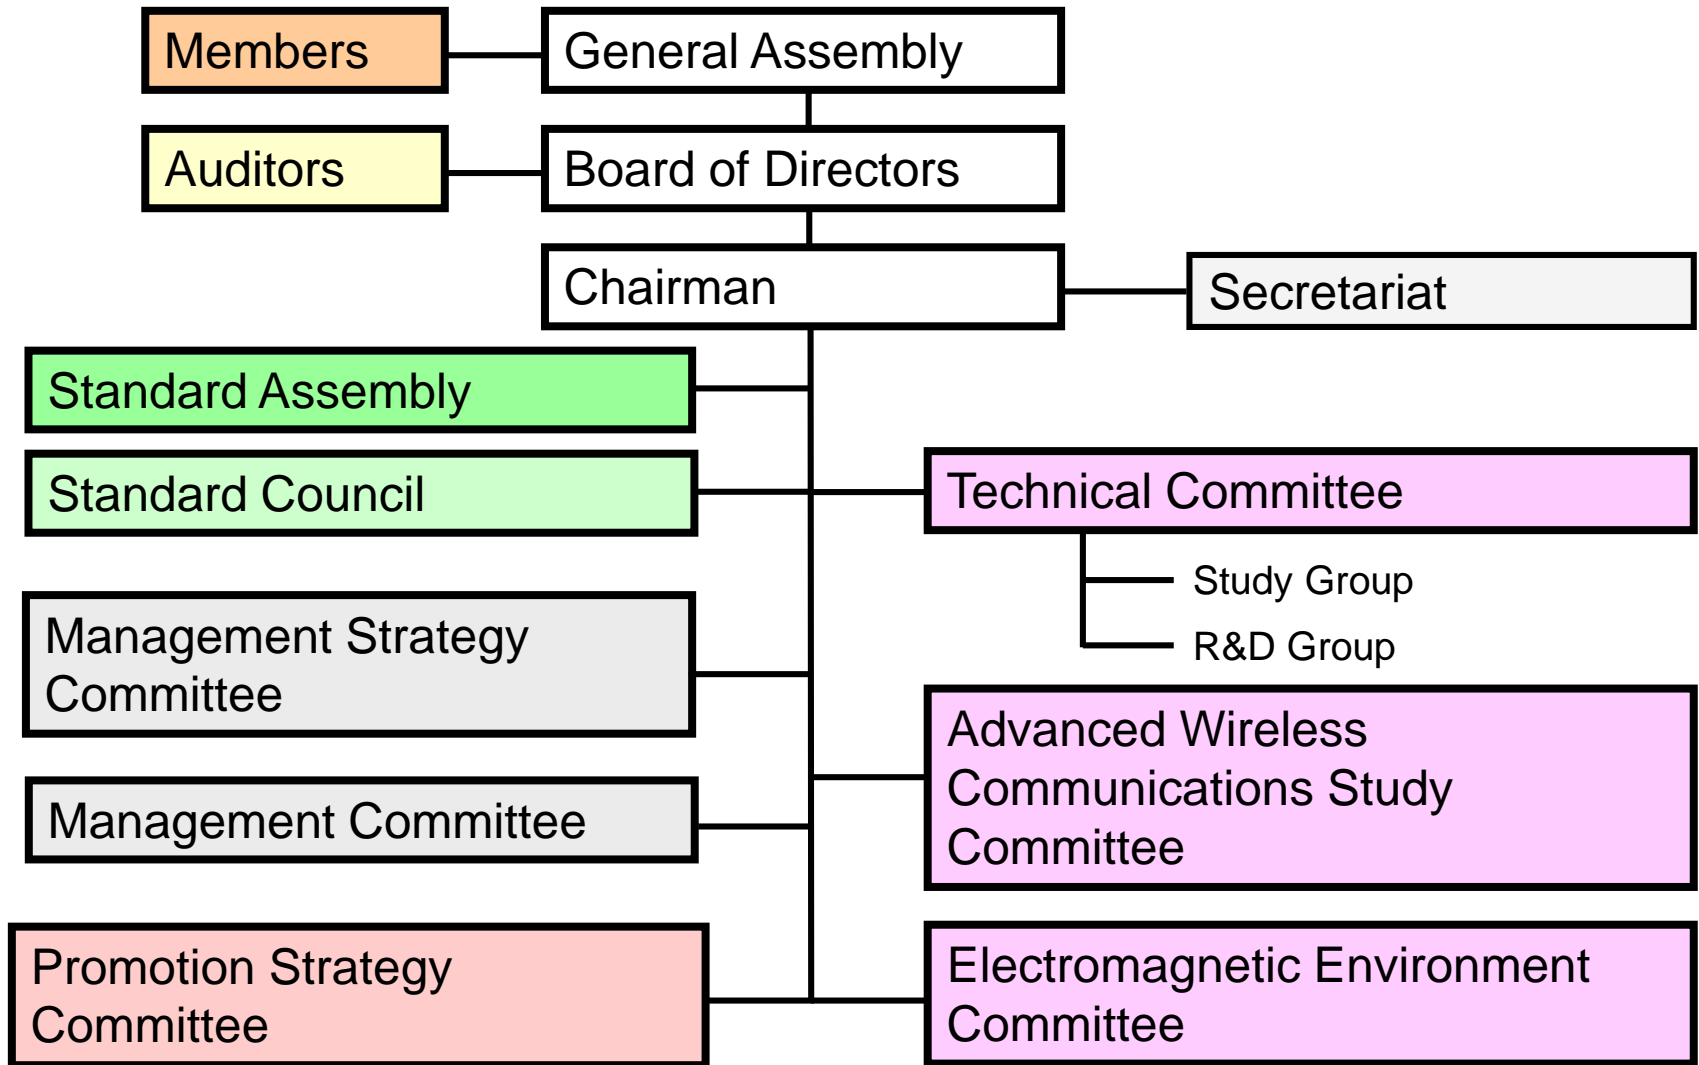 Members
General Assembly
Auditors
Board of Directors
Chairman
Secretariat
Standard Assembly
Standard Council
Technical Committee
Study Group
R&D Group
Management Strategy
Committee
Advanced Wireless
Communications Study
Committee
Management Committee
Promotion Strategy
Committee
Electromagnetic Environment
Committee